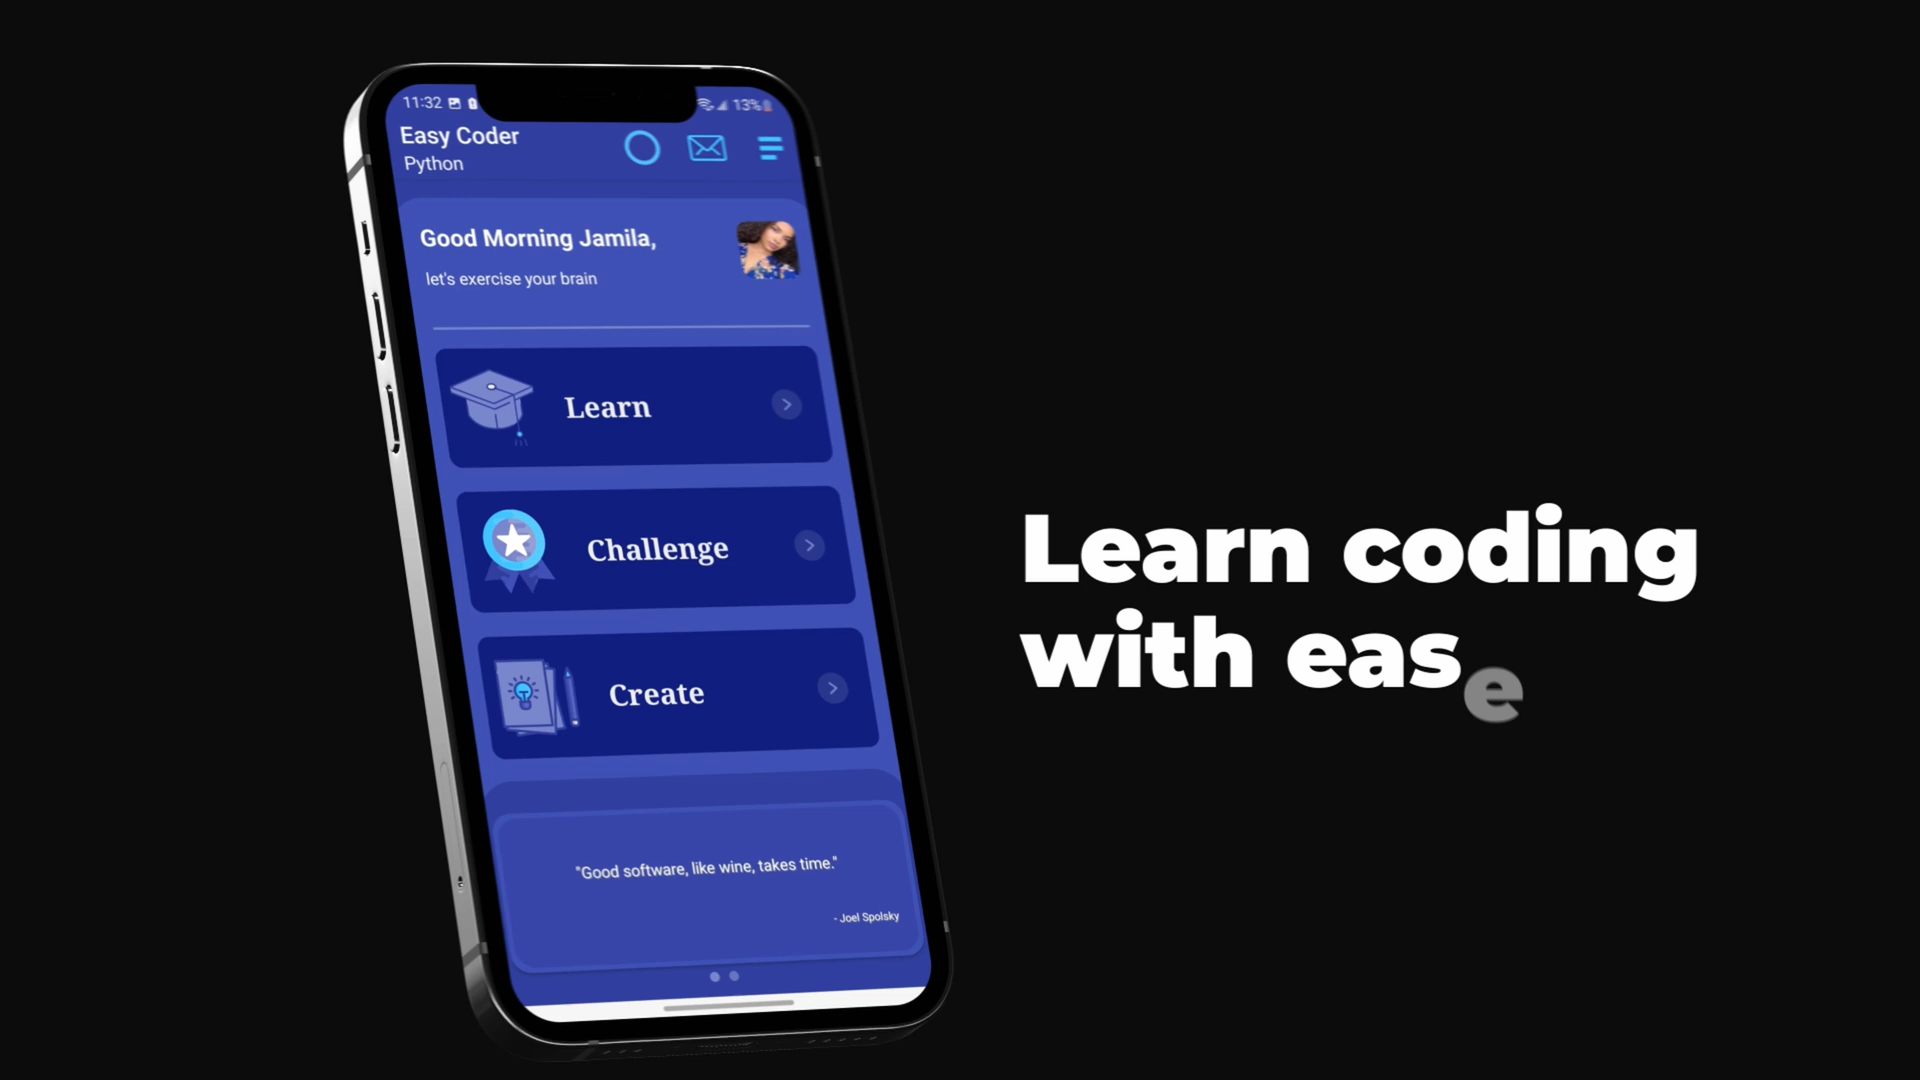 11:32
13%
Easy Coder
Python
Good Morning Jamila,
let's exercise your brain
Learn
Challenge
Create
"Good software, like wine, takes time."
- Joel Spolsky
Learn coding
with ease